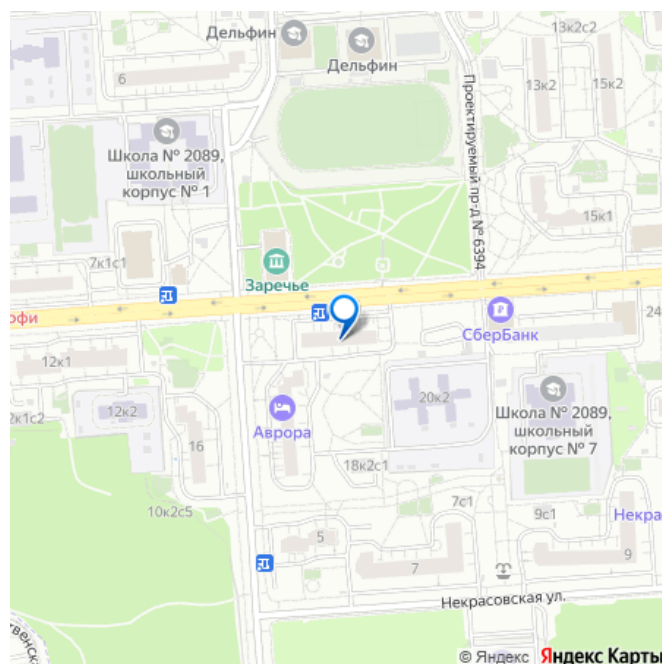 Дельфин
Дельфин
13к2с2
6
13к2
15к2
Проектируемый пр-д № 6394
Школа № 2089,
школьный
корпус № 1
15к1
7к1с1
Заречье
офи
24
СберБанк
12к1
20к2
Школа № 2089,
школьный
корпус № 7
12к2
2к1с2
Аврора
16
18к2с1
10к2с5
7с1
9с1
Некра
5
7
9
Некрасовская ул.
твенск
© Яндекс Яндекс Карты